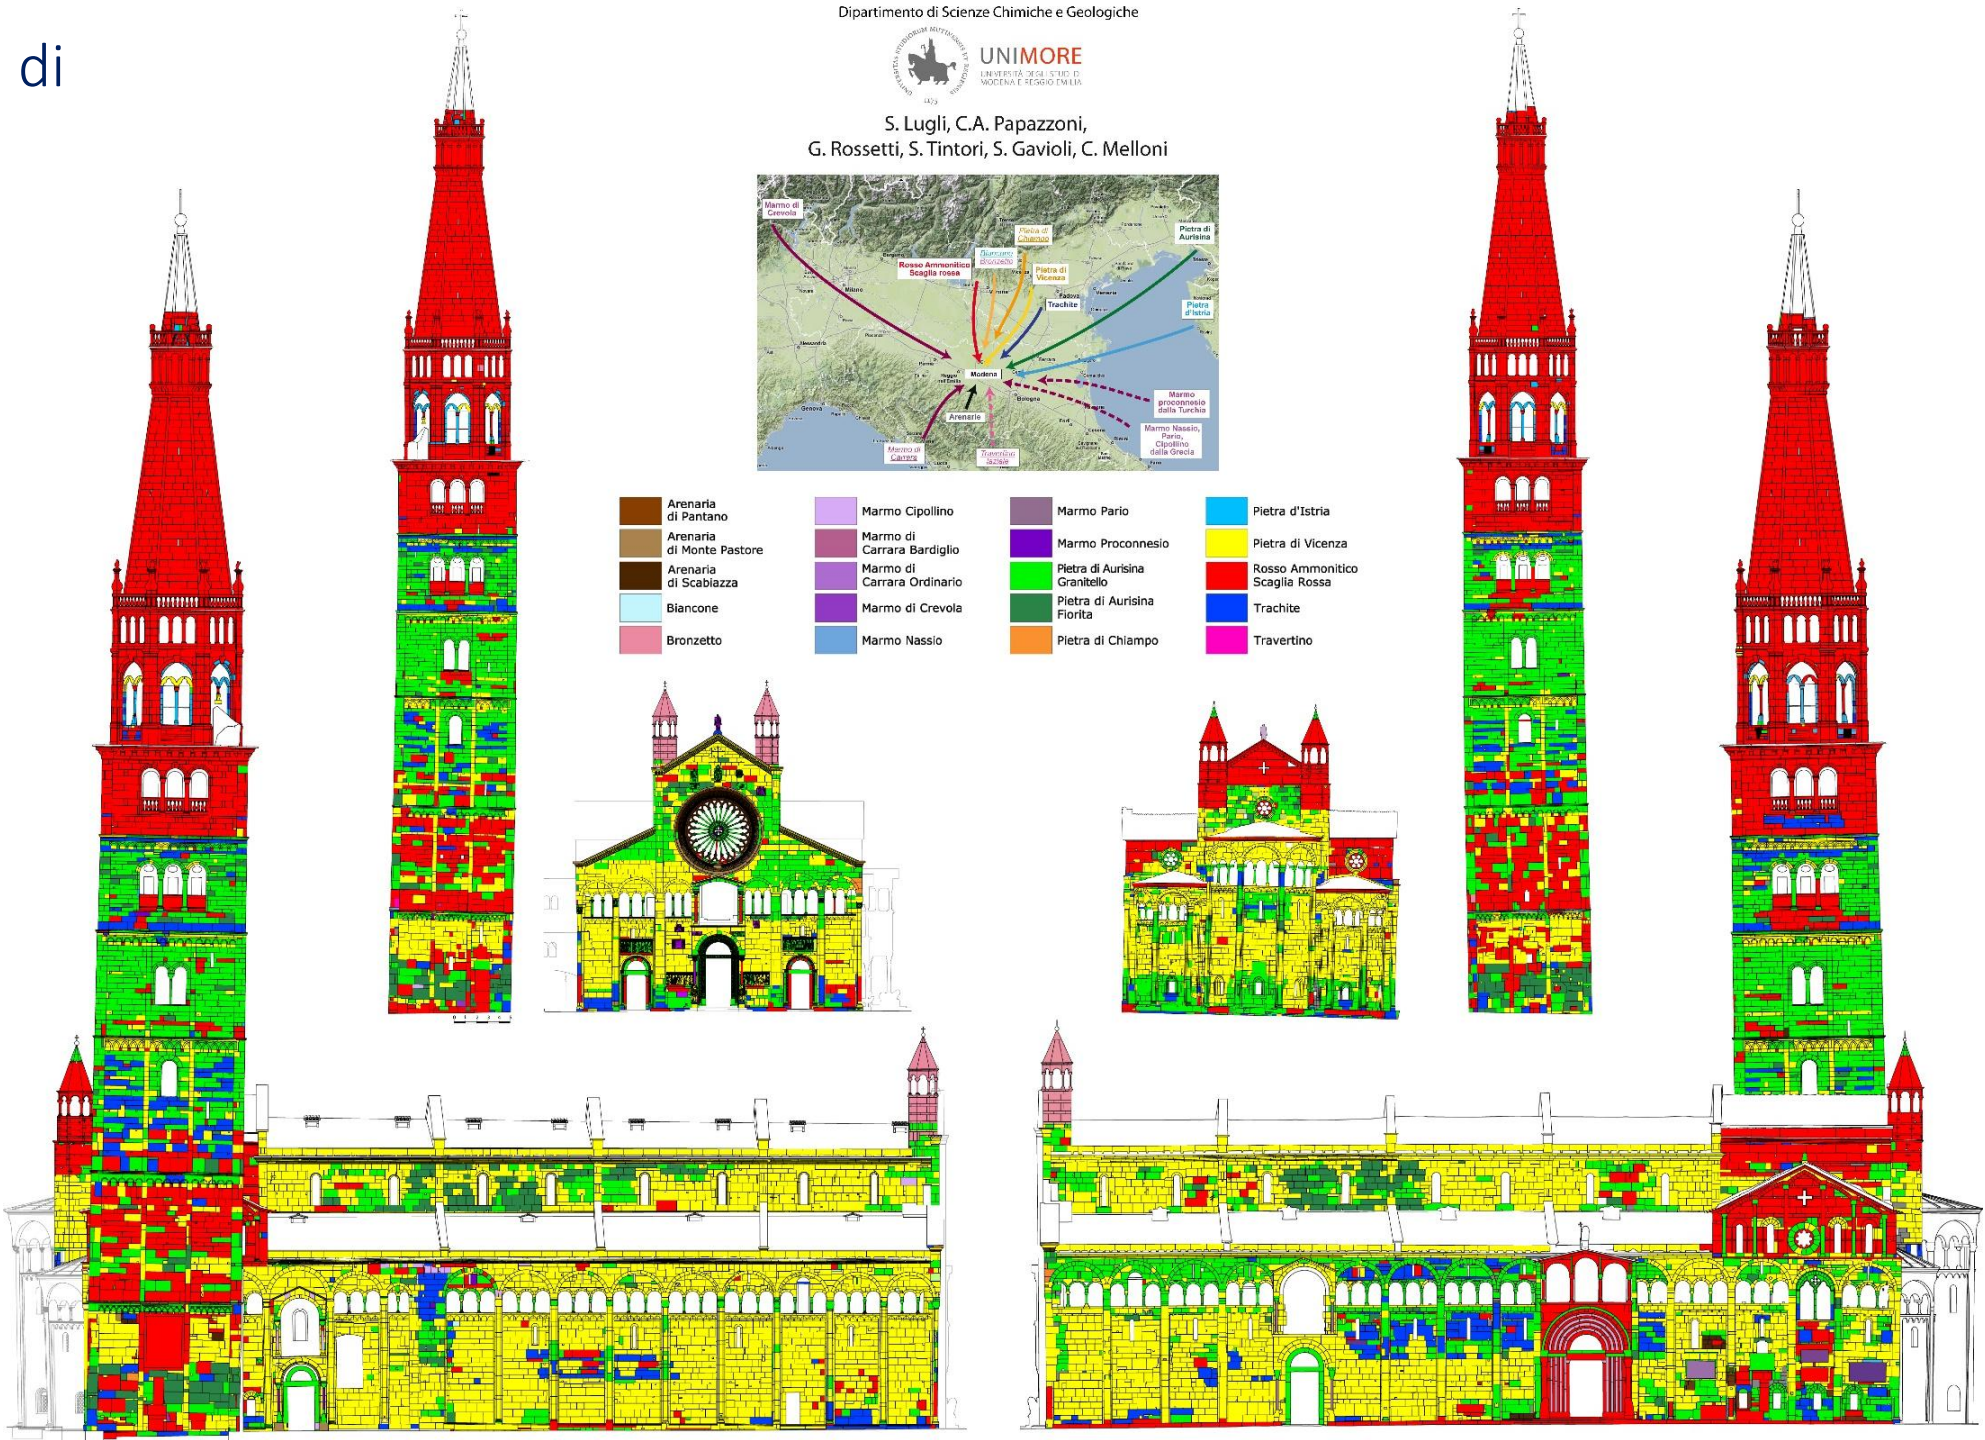 Dipartimento di Scienze Chimiche e Geologiche
di
UNIMORE
UNIVERSITÀ DEGLI STUDI DI
MODENA E REGGIO EMILIA
S. Lugli, C.A. Papazzoni,
G. Rossetti, S. Tintori, S. Gavioli, C. Melloni
Marmo di
Crevola
Pietra di
Chiampo
Pietra di
Aurisina
Biancone
Bronzetto
Rosso Ammonitico
Scaglia rossa
Pietra di
Vicenza
Trachite
Pietra
d'Istria
Milano
Padova
Modena
Reggio
Bologna
Genova
Arenarie
Marmo
proconnesio
dalla Turchia
Marmo Nassio,
Pario,
Cipollino
dalla Grecia
Marmo di
Carrara
Travertino
laziale
Arenaria
di Pantano
Arenaria
di Monte Pastore
Arenaria
di Scabiazza
Biancone
Bronzetto
Marmo Cipollino
Marmo di
Carrara Bardiglio
Marmo di
Carrara Ordinario
Marmo di Crevola
Marmo Nassio
Marmo Pario
Marmo Proconnesio
Pietra di Aurisina
Granitello
Pietra di Aurisina
Fiorita
Pietra di Chiampo
Pietra d'Istria
Pietra di Vicenza
Rosso Ammonitico
Scaglia Rossa
Trachite
Travertino